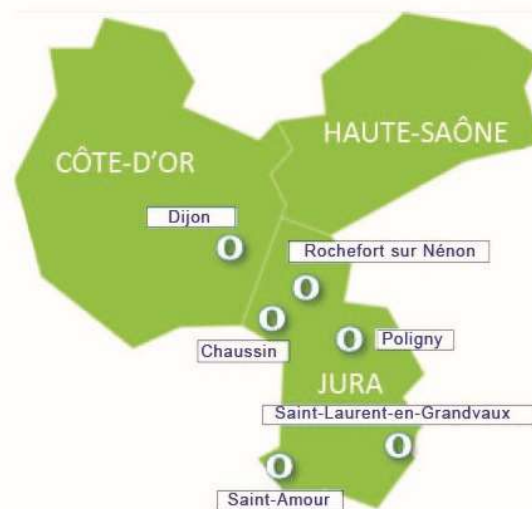 HAUTE-SAÔNE
CÔTE-D'OR
Dijon
Rochefort sur Nénon
Chaussin
Poligny
JURA
Saint-Laurent-en-Grandvaux
Saint-Amour